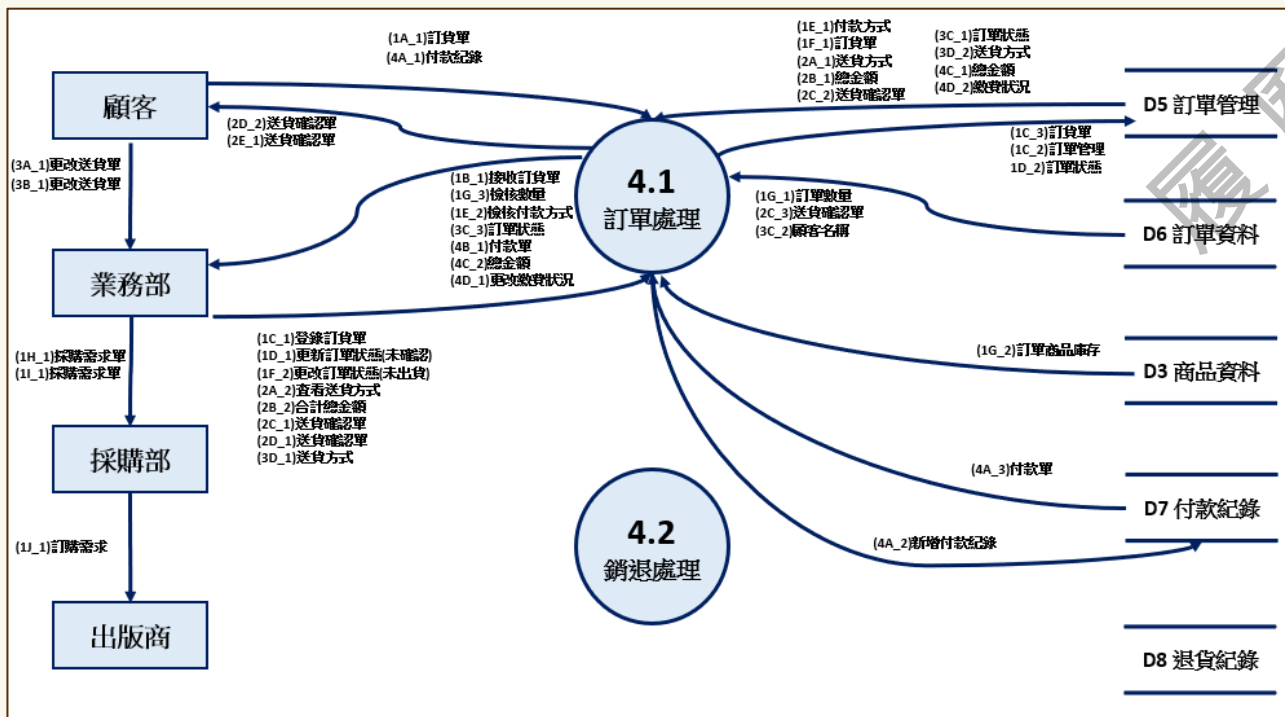 (1A_1)訂貨單
(4A_1)付款紀錄
(1E_1)付款方式
(1F_1)訂貨單
(2A_1)送貨方式
(2B_1)總金額
(2C_2)送貨確認單
(3C_1)訂單狀態
(3D_2)送貨方式
(4C_1)總金額
(4D_2)繳費狀況
顧客
D5 訂單管理
(2D_2)送貨確認單
(2E_1)送貨確認單
(1C_3)訂貨單
(1C_2)訂單管理
1D_2)訂單狀態
(3A_1)更改送貨單
(3B_1)更改送貨單
(1B_1)接收訂貨單
(1G_3)檢核數量
(1E_2)檢核付款方式
(3C_3)訂單狀態
(4B_1)付款單
(4C_2)總金額
(4D_1)更改繳費狀況
4.1
訂單處理
(1G_1)訂單數量
(2C_3)送貨確認單
(3C_2)顧客名稱
D6 訂單資料
業務部
(1H_1)採購需求單
(1I_1)採購需求單
(1C_1)登錄訂貨單
(1D_1)更新訂單狀態(未確認)
(1F_2)更改訂單狀態(未出貨)
(2A_2)查看送貨方式
(2B_2)合計總金額
(2C_1)送貨確認單
(2D_1)送貨確認單
(3D_1)送貨方式
(1G_2)訂單商品庫存
D3 商品資料
採購部
(4A_3)付款單
D7 付款紀錄
4.2
銷退處理
(4A_2)新增付款紀錄
(1J_1)訂購需求
出版商
D8 退貨紀錄